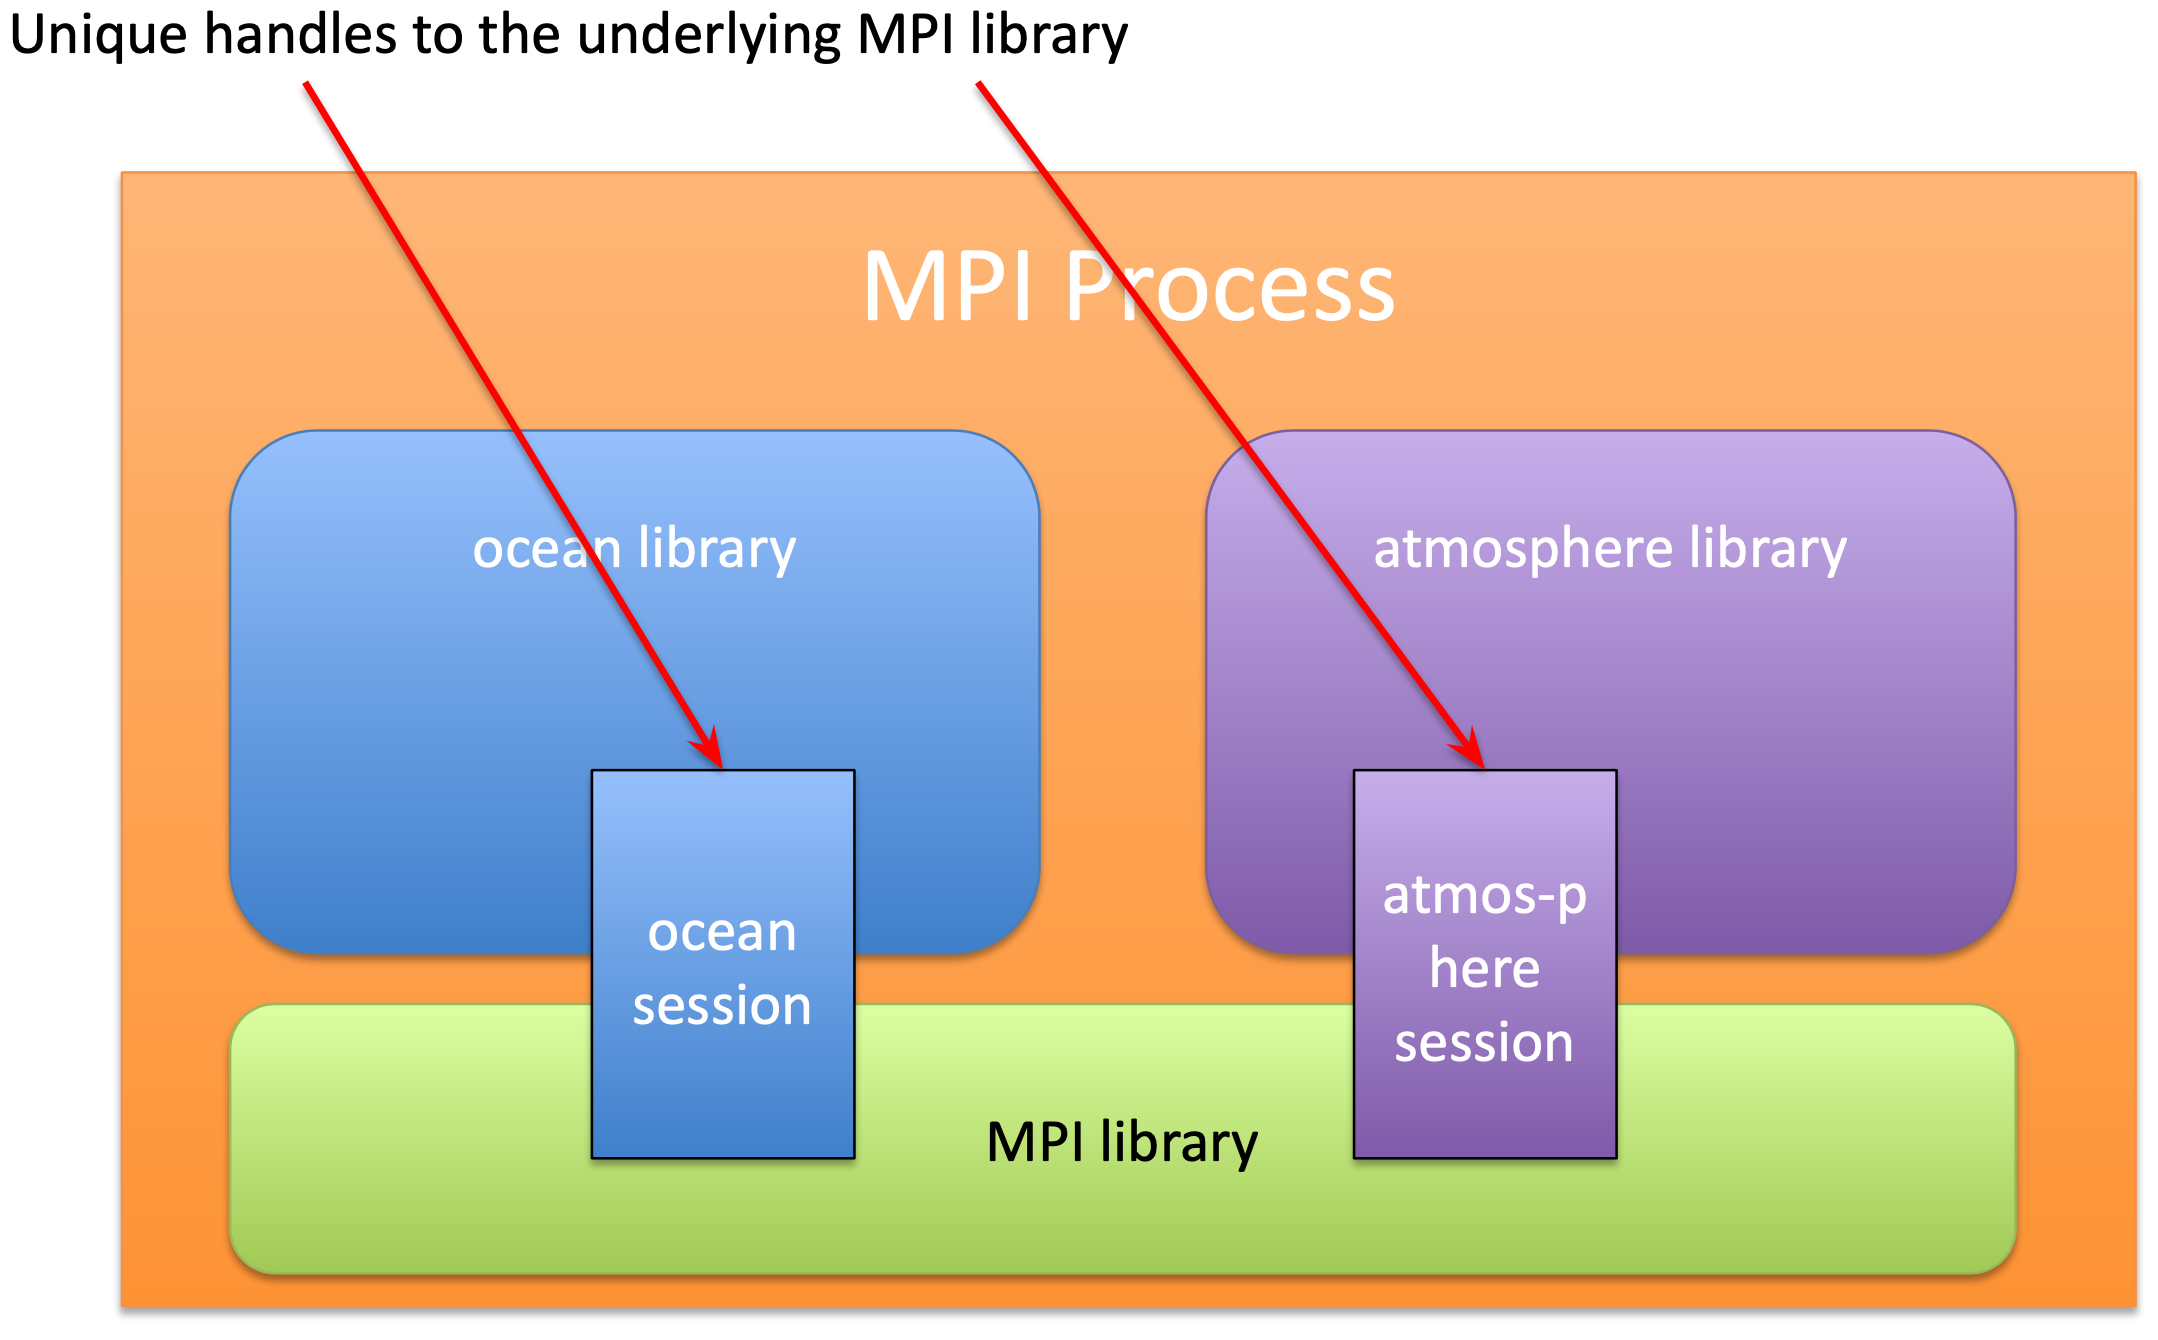 Unique handles to the underlying MPI library
MPI Process
ocean library
atmosphere library
ocean
session
atmos-p
here
session
MPI library